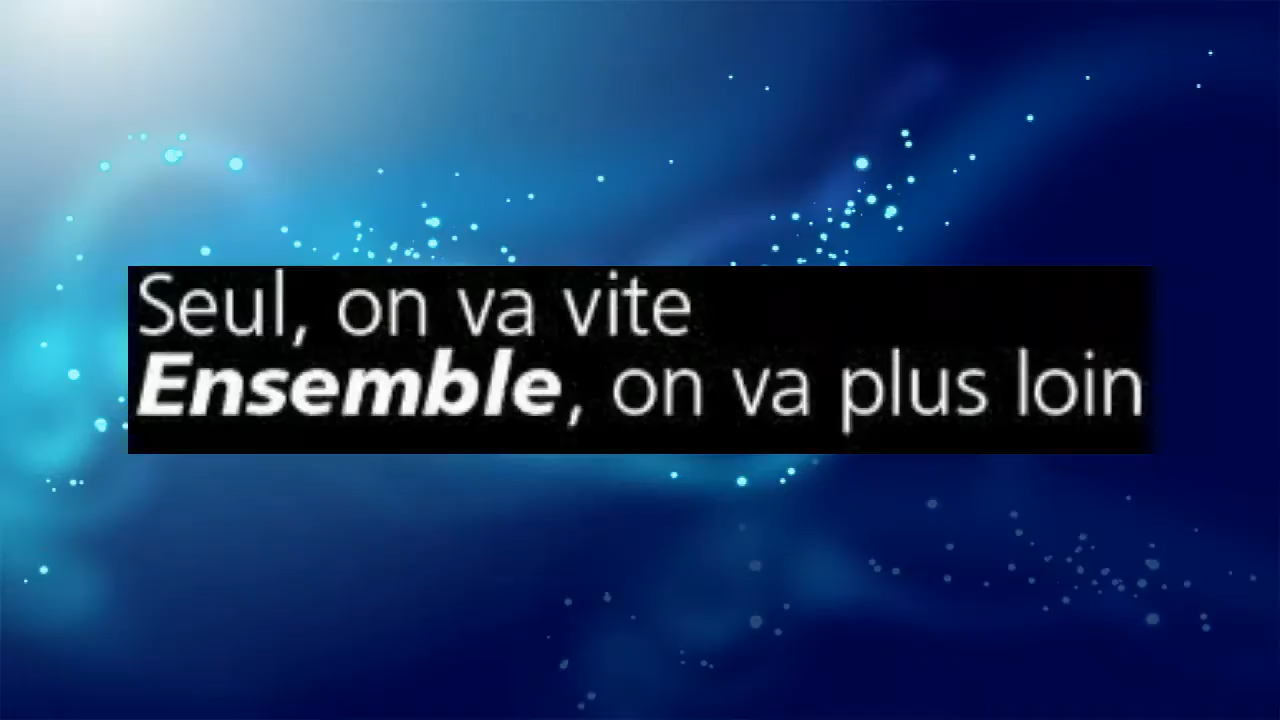 Seul, on va vite
Ensemble, on va plus loin